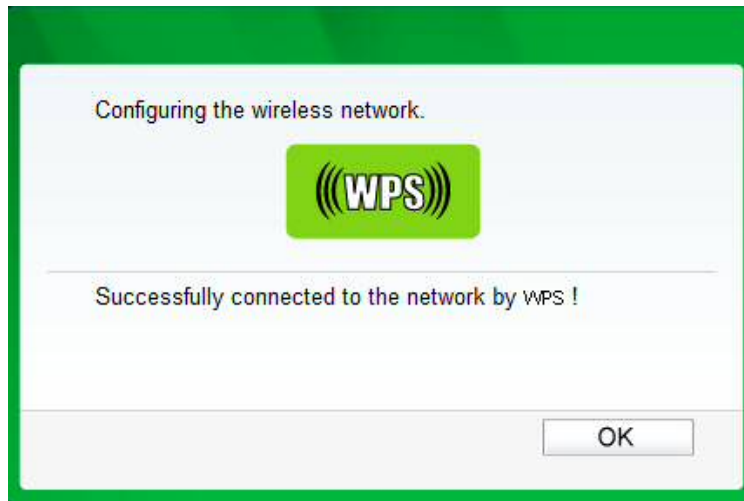 Configuring the wireless network.
(((WPS)))
Successfully connected to the network by WPS !
OK